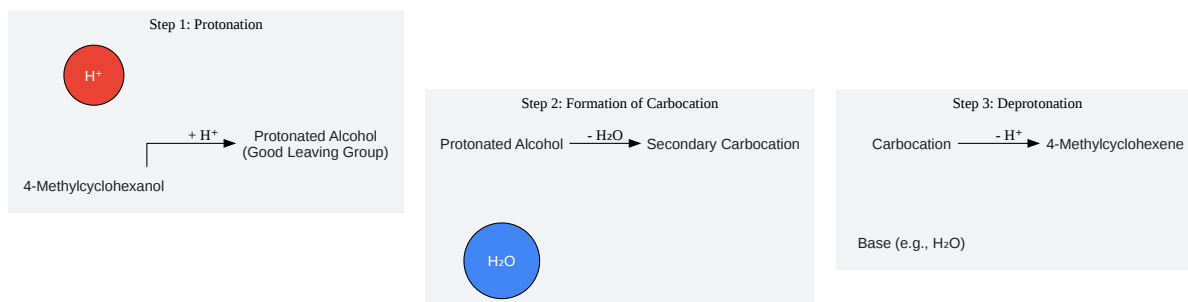 Step 1: Protonation
H⁺
+ H⁺
Protonated Alcohol
(Good Leaving Group)
4-Methylcyclohexanol
Step 2: Formation of Carbocation
Protonated Alcohol
- H₂O
Secondary Carbocation
H₂O
Step 3: Deprotonation
Carbocation
- H⁺
4-Methylcyclohexene
Base (e.g., H₂O)